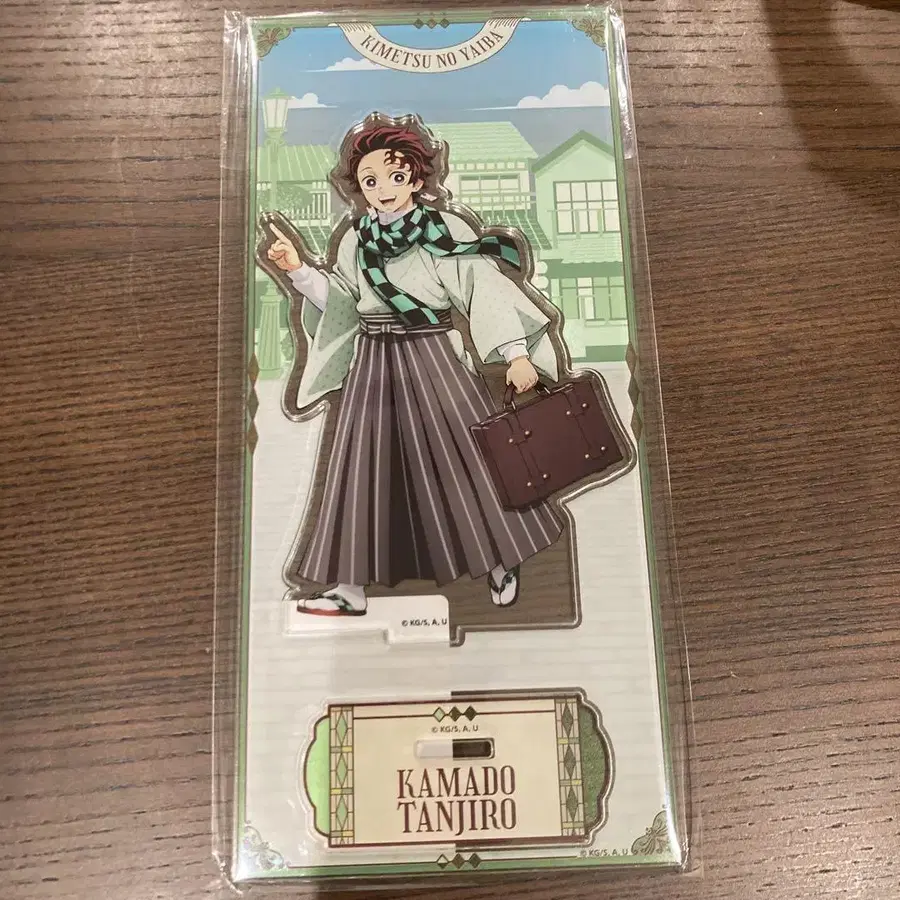 KIMETSU NO YAIBA
© KG/S, A, U
© KG/S, A, U
KAMADO
TANJIRO
© KG/S, A, U